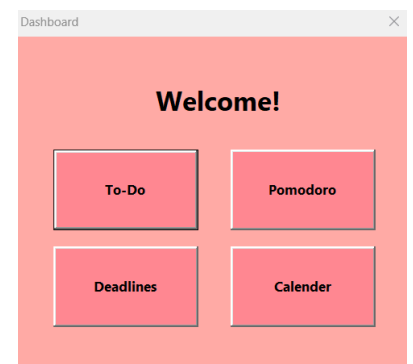 Dashboard
Welcome!
To-Do
Pomodoro
Deadlines
Calender